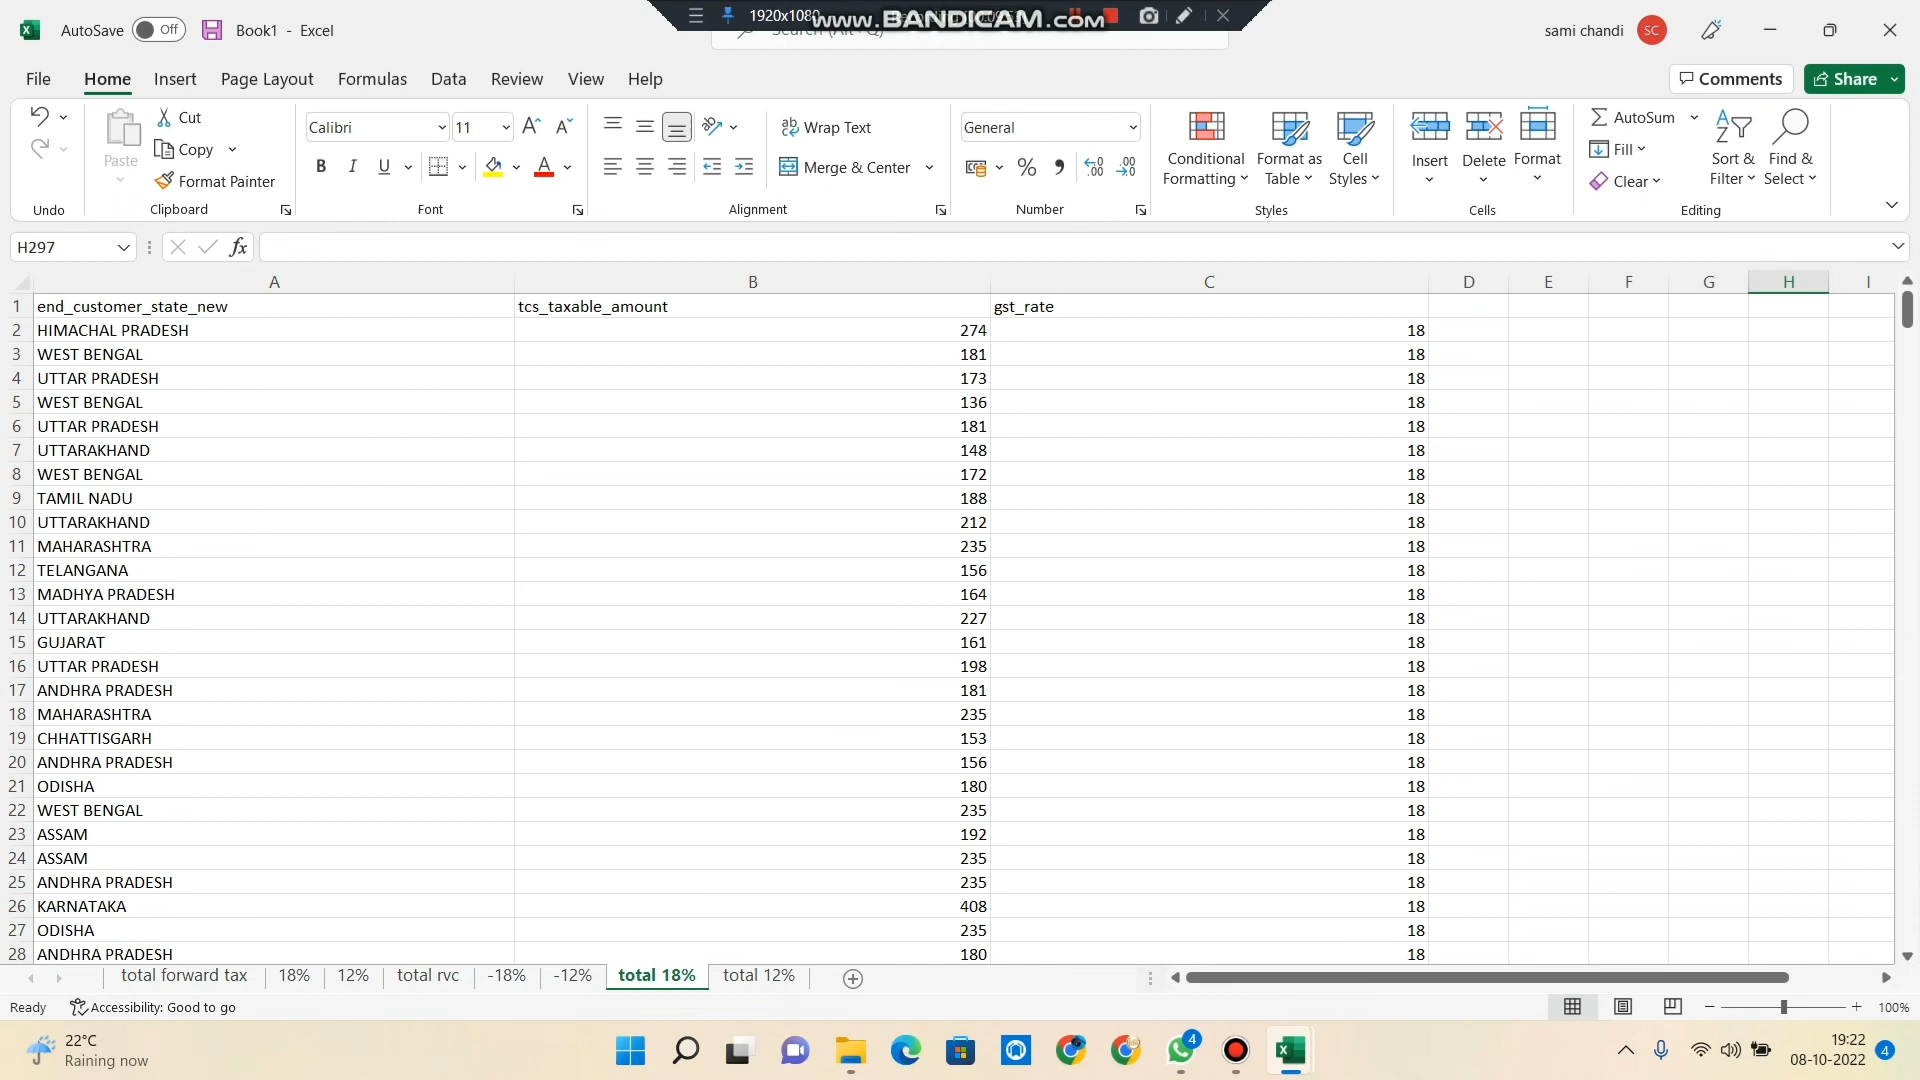 1920x1080
www.BANDICAM.com
AutoSave Off Book1 - Excel
sami chandi SC
File Home Insert Page Layout Formulas Data Review View Help
Comments Share
Paste Cut Copy Format Painter
Calibri 11 B I U A
ab Wrap Text Merge & Center
General % .00
Conditional Formatting Format as Table Cell Styles
Insert Delete Format
AutoSum Fill Clear Sort & Filter Find & Select
Undo Clipboard Font Alignment Number Styles Cells Editing
H297 fx
A B C D E F G H I
1 end_customer_state_new tcs_taxable_amount gst_rate
2 HIMACHAL PRADESH 274 18
3 WEST BENGAL 181 18
4 UTTAR PRADESH 173 18
5 WEST BENGAL 136 18
6 UTTAR PRADESH 181 18
7 UTTARAKHAND 148 18
8 WEST BENGAL 172 18
9 TAMIL NADU 188 18
10 UTTARAKHAND 212 18
11 MAHARASHTRA 235 18
12 TELANGANA 156 18
13 MADHYA PRADESH 164 18
14 UTTARAKHAND 227 18
15 GUJARAT 161 18
16 UTTAR PRADESH 198 18
17 ANDHRA PRADESH 181 18
18 MAHARASHTRA 235 18
19 CHHATTISGARH 153 18
20 ANDHRA PRADESH 156 18
21 ODISHA 180 18
22 WEST BENGAL 235 18
23 ASSAM 192 18
24 ASSAM 235 18
25 ANDHRA PRADESH 235 18
26 KARNATAKA 408 18
27 ODISHA 235 18
28 ANDHRA PRADESH 180 18
total forward tax 18% 12% total rvc -18% -12% total 18% total 12%
Ready Accessibility: Good to go 100%
22°C
Raining now
4
19:22
08-10-2022 4